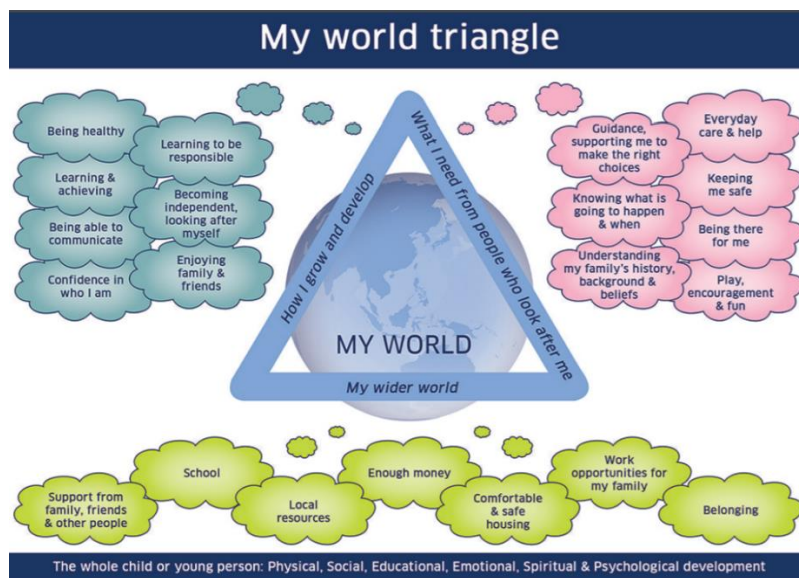 My world triangle
Being healthy
Learning to be
responsible
Learning &
achieving
Becoming
independent,
looking after
myself
Being able to
communicate
Enjoying
family &
friends
Confidence in
who I am
How I grow and develop
What I need from people who look after me
My wider world
MY WORLD
Guidance,
supporting me to
make the right
choices
Everyday
care & help
Keeping
me safe
Knowing what is
going to happen
& when
Being there
for me
Understanding
my family's history,
background &
beliefs
Play,
encouragement
& fun
Support from
family, friends
& other people
School
Local
resources
Enough money
Comfortable &
safe
housing
Work
opportunities for
my family
Belonging
The whole child or young person: Physical, Social, Educational, Emotional, Spiritual & Psychological development